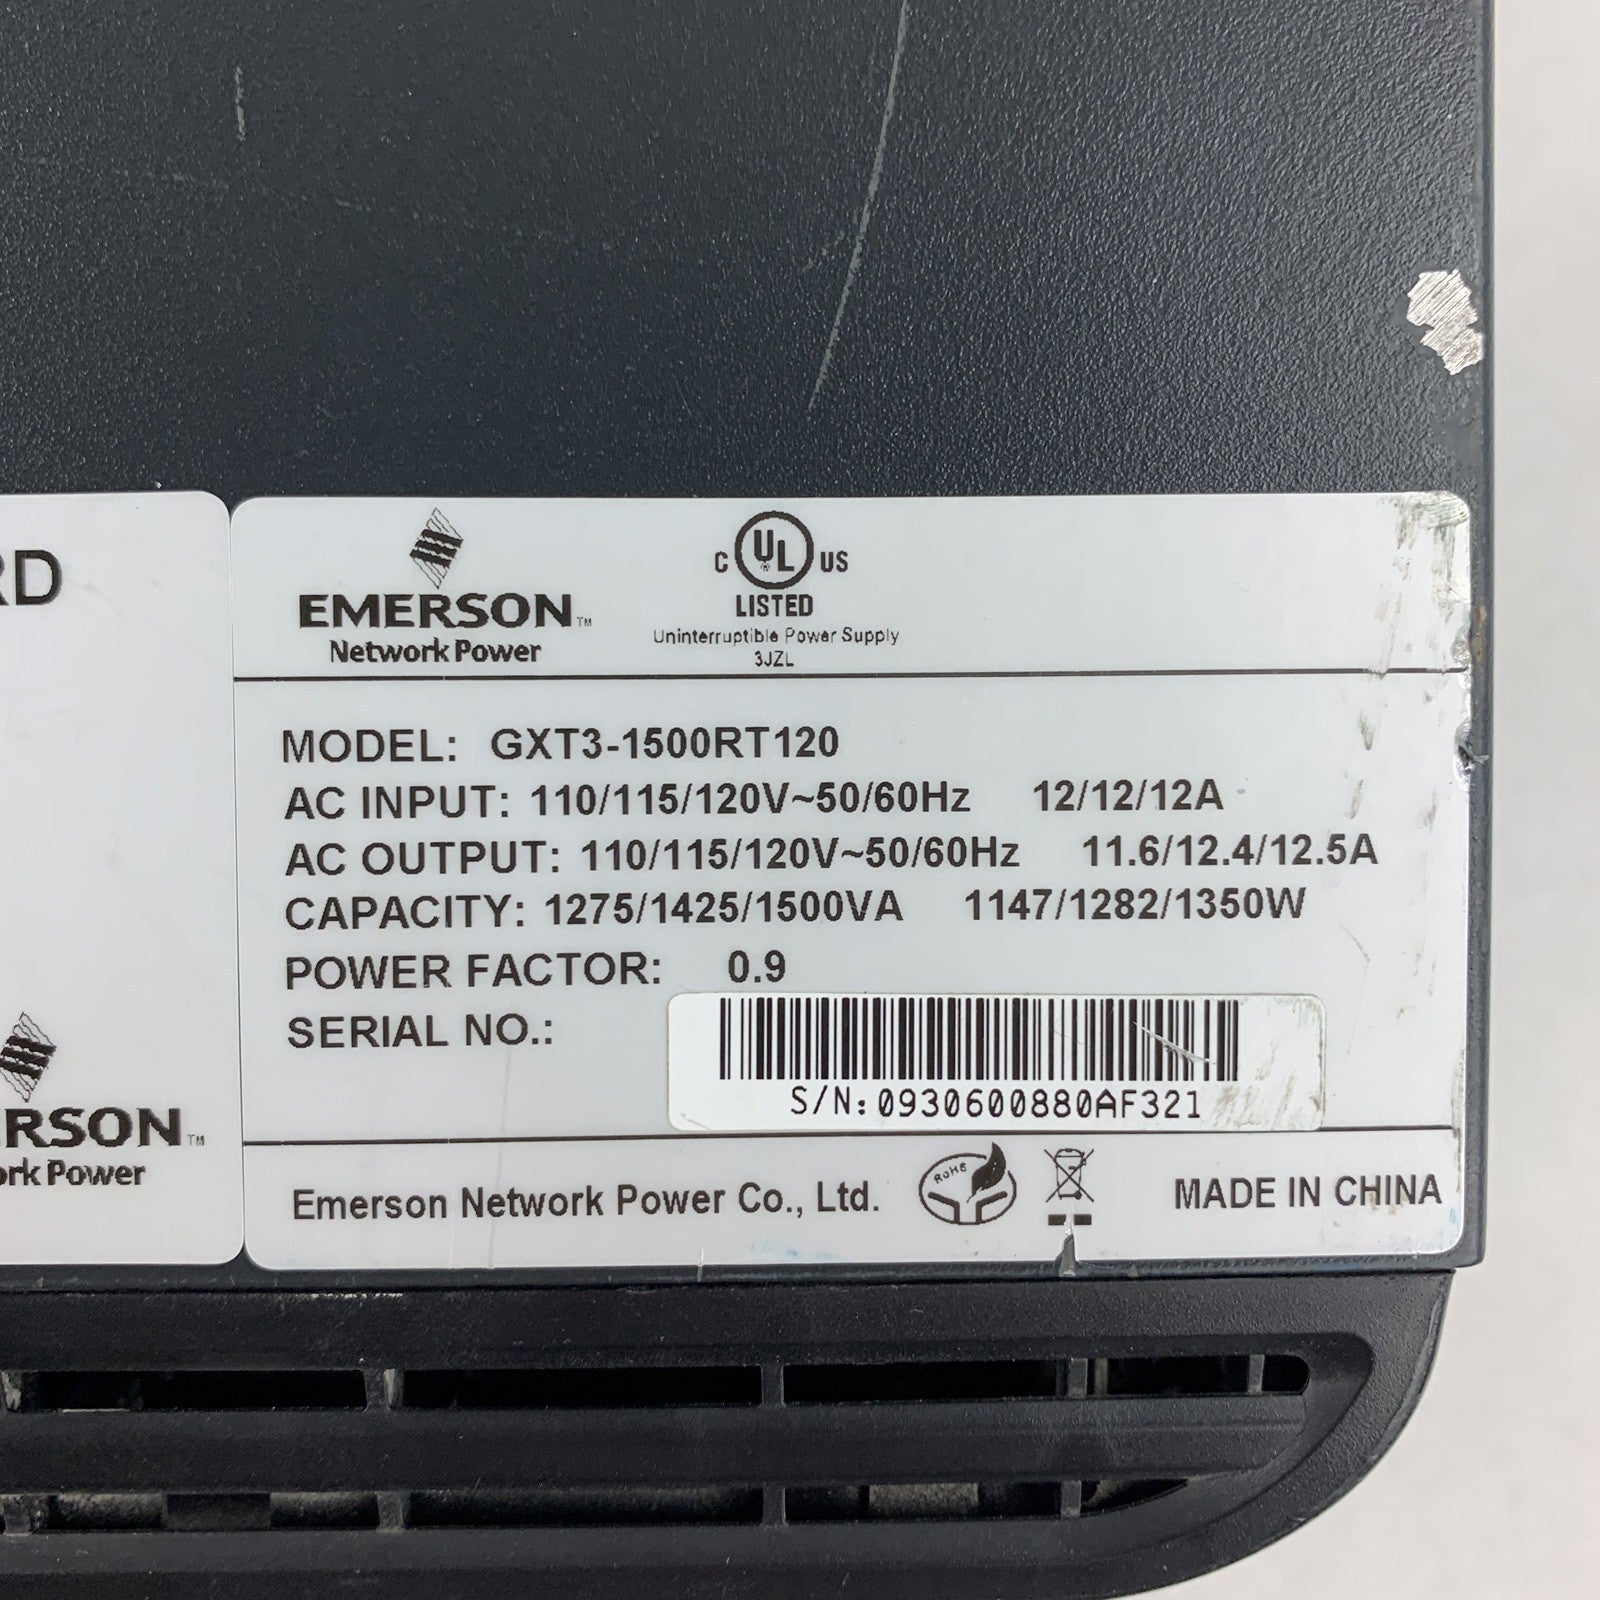 RD
ERSON™
ork Power
EMERSON™
Network Power
C UL US
LISTED
Uninterruptible Power Supply
3JZL
MODEL: GXT3-1500RT120
AC INPUT: 110/115/120V~50/60Hz 12/12/12A
AC OUTPUT: 110/115/120V~50/60Hz 11.6/12.4/12.5A
CAPACITY: 1275/1425/1500VA 1147/1282/1350W
POWER FACTOR: 0.9
SERIAL NO.:
S/N:0930600880AF321
Emerson Network Power Co., Ltd. RoHS MADE IN CHINA